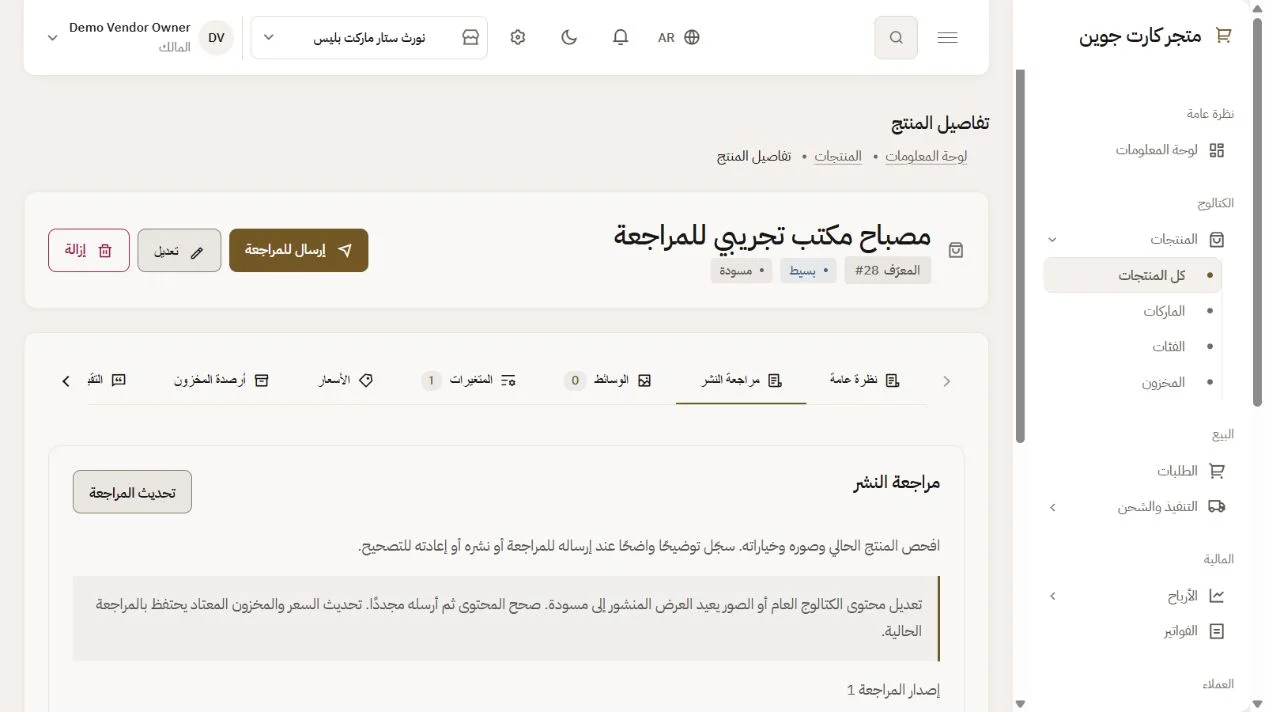 متجر كارت جوين
نظرة عامة
لوحة المعلومات
الكتالوج
المنتجات
كل المنتجات
الماركات
الفئات
المخزون
البيع
الطلبات
التنفيذ والشحن
المالية
الأرباح
الفواتير
العملاء
AR
نورث ستار ماركت بليس
DV
Demo Vendor Owner
المالك
تفاصيل المنتج
لوحة المعلومات • المنتجات • تفاصيل المنتج
مصباح مكتب تجريبي للمراجعة
المعرّف 28#
• بسيط
• مسودة
إرسال للمراجعة
تعديل
إزالة
نظرة عامة
مراجعة النشر
الوسائط 0
المتغيرات 1
الأسعار
أرصدة المخزون
مراجعة النشر
تحديث المراجعة
افحص المنتج الحالي وصوره وخياراته. سجّل توضيحًا واضحًا عند إرساله للمراجعة أو نشره أو إعادته للتصحيح.
تعديل محتوى الكتالوج العام أو الصور يعيد العرض المنشور إلى مسودة. صحح المحتوى ثم أرسله مجددًا. تحديث السعر والمخزون المعتاد يحتفظ بالمراجعة
الحالية.
إصدار المراجعة 1